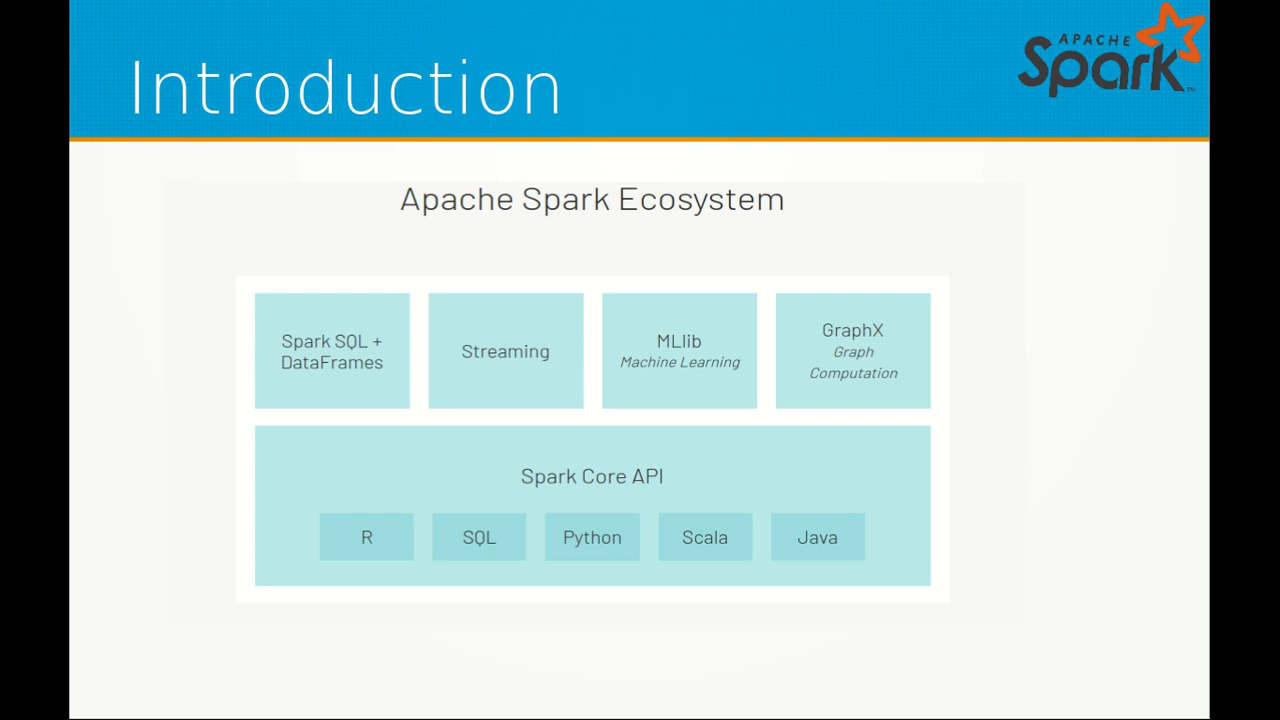 Introduction
APACHE
Spark
TM
Apache Spark Ecosystem
Spark SQL +
DataFrames
Streaming
MLlib
Machine Learning
GraphX
Graph
Computation
Spark Core API
R
SQL
Python
Scala
Java